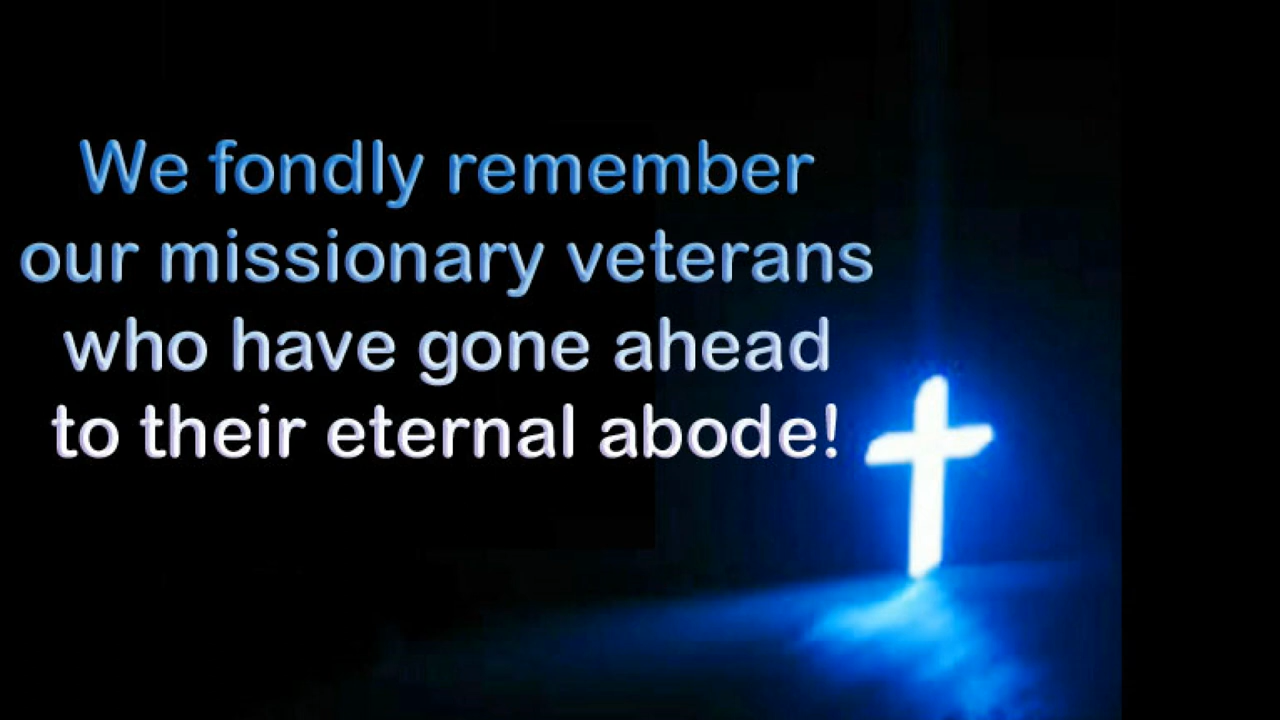 We fondly remember
our missionary veterans
who have gone ahead
to their eternal abode!